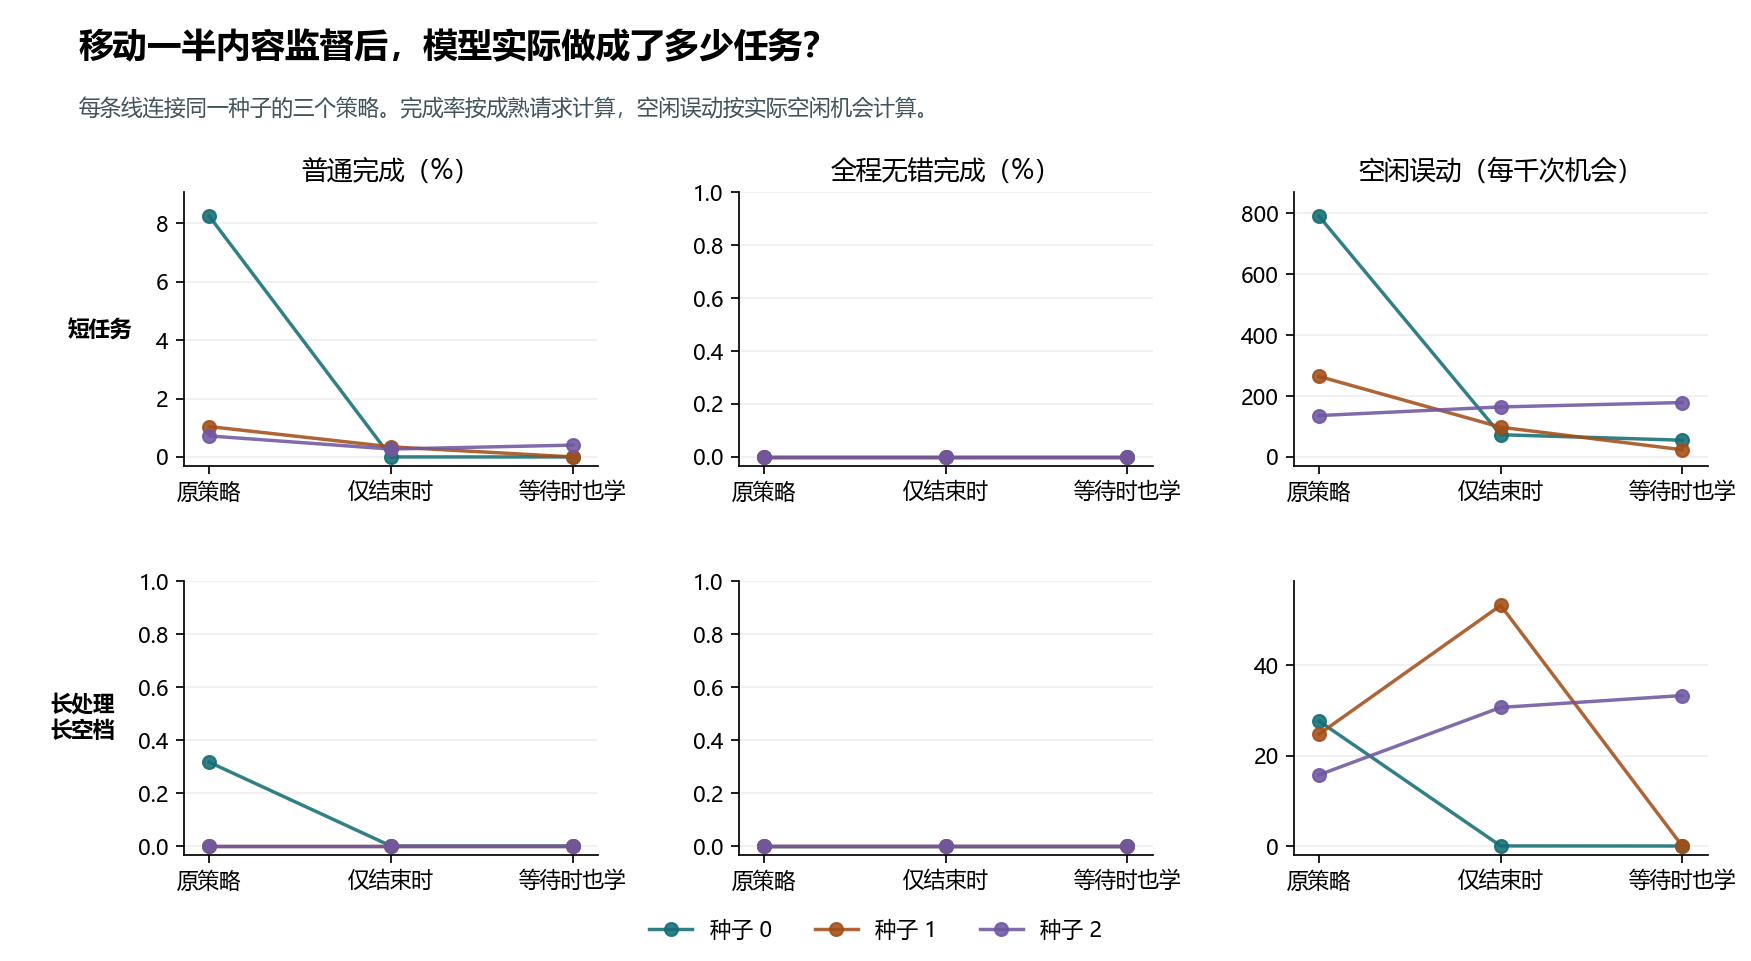 移动一半内容监督后，模型实际做成了多少任务？
每条线连接同一种子的三个策略。完成率按成熟请求计算，空闲误动按实际空闲机会计算。
普通完成（%）
全程无错完成（%）
空闲误动（每千次机会）
短任务
8
6
4
2
0
原策略
仅结束时
等待时也学
1.0
0.8
0.6
0.4
0.2
0.0
原策略
仅结束时
等待时也学
800
600
400
200
0
原策略
仅结束时
等待时也学
长处理
长空档
1.0
0.8
0.6
0.4
0.2
0.0
原策略
仅结束时
等待时也学
1.0
0.8
0.6
0.4
0.2
0.0
原策略
仅结束时
等待时也学
40
20
0
原策略
仅结束时
等待时也学
种子 0
种子 1
种子 2